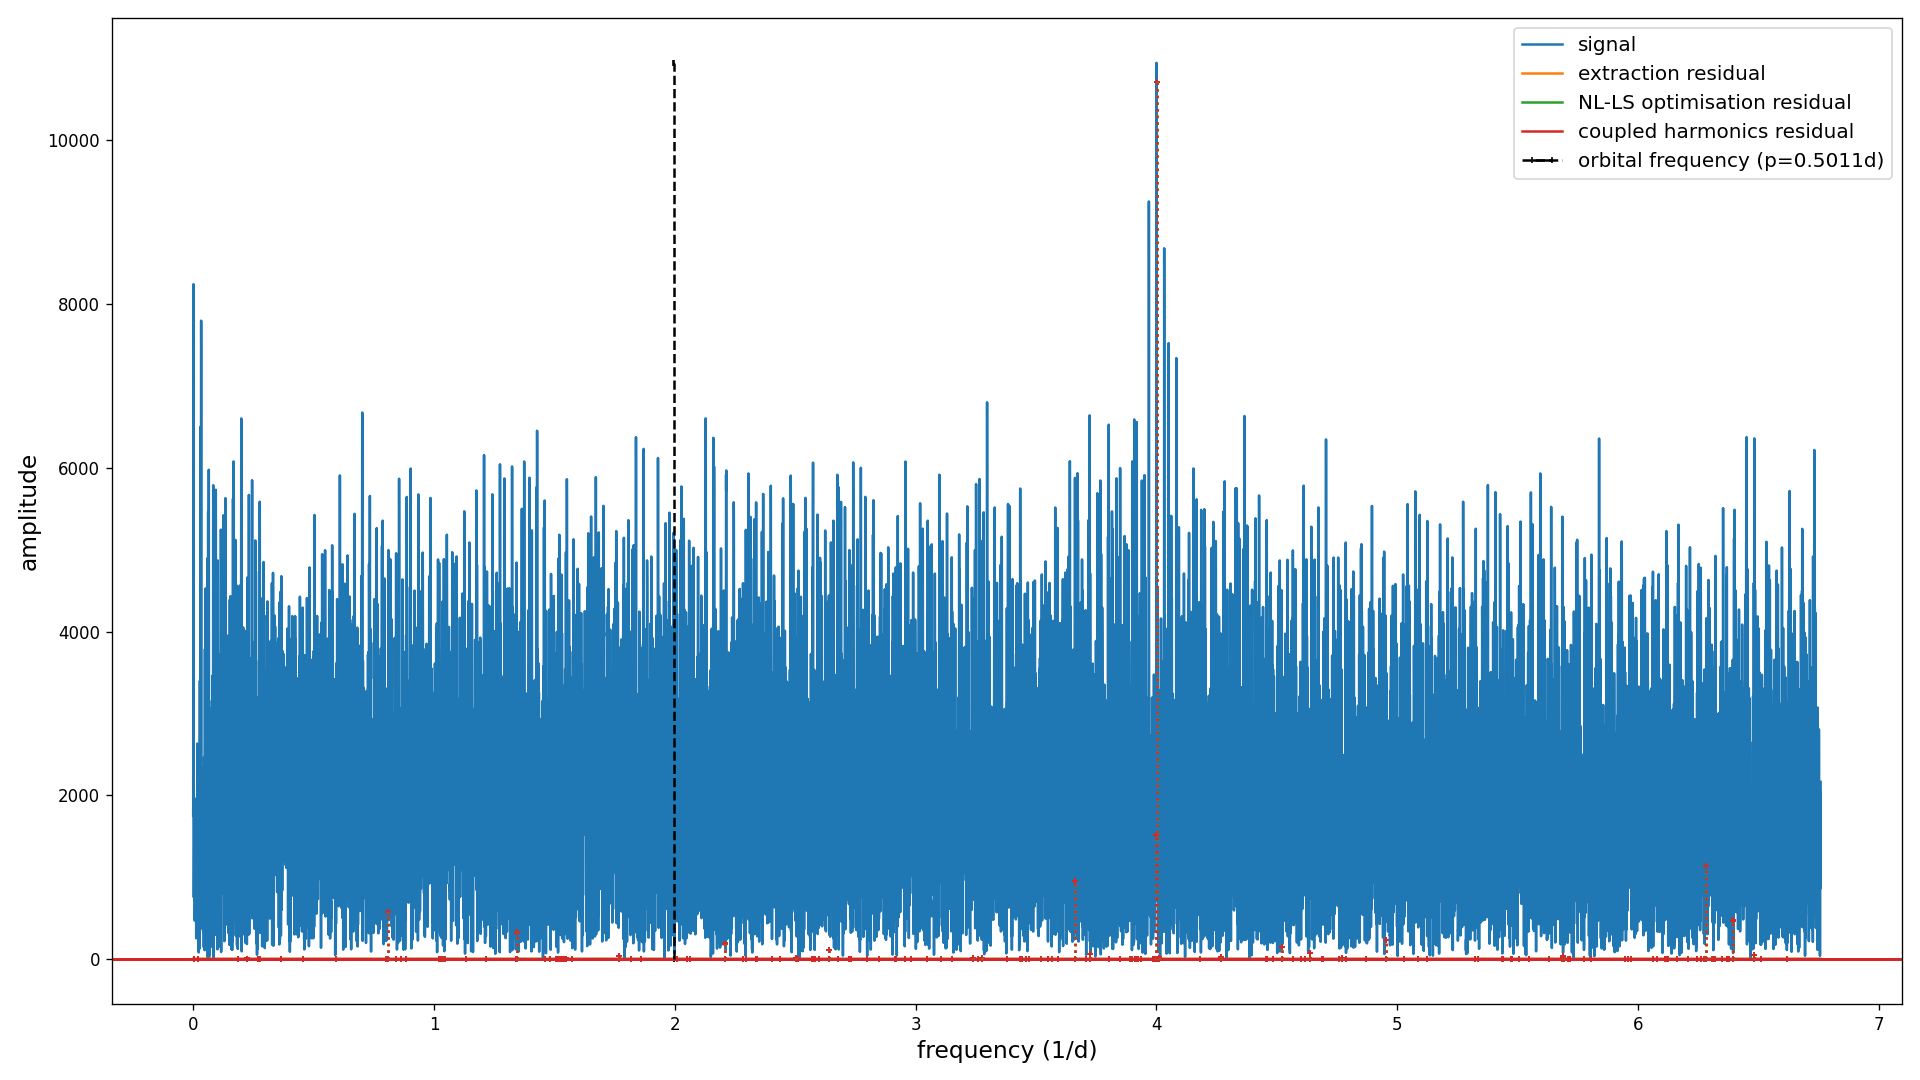 signal
extraction residual
NL-LS optimisation residual
coupled harmonics residual
orbital frequency (p=0.5011d)
amplitude
10000
8000
6000
4000
2000
0
0 1 2 3 4 5 6 7
frequency (1/d)